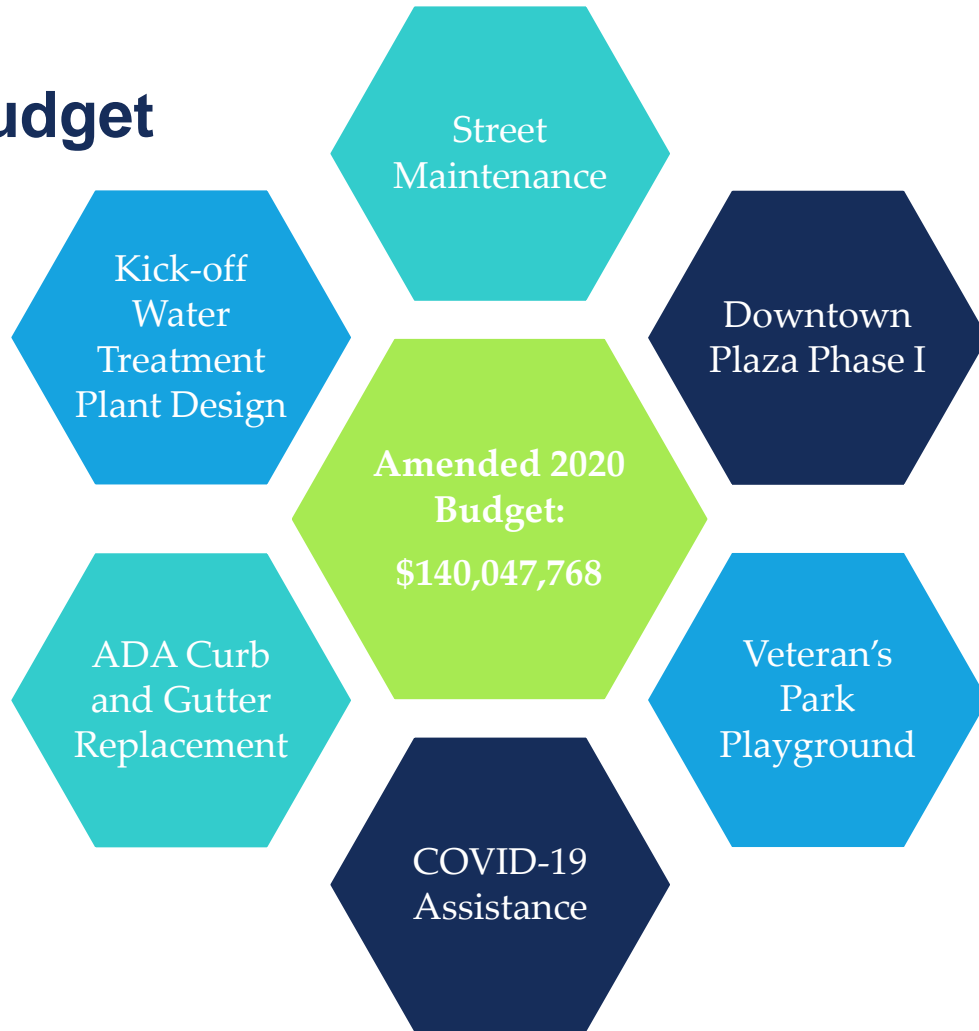 udget
Street
Maintenance
Kick-off
Water
Treatment
Plant Design
Downtown
Plaza Phase I
Amended 2020
Budget:
$140,047,768
ADA Curb
and Gutter
Replacement
Veteran’s
Park
Playground
COVID-19
Assistance